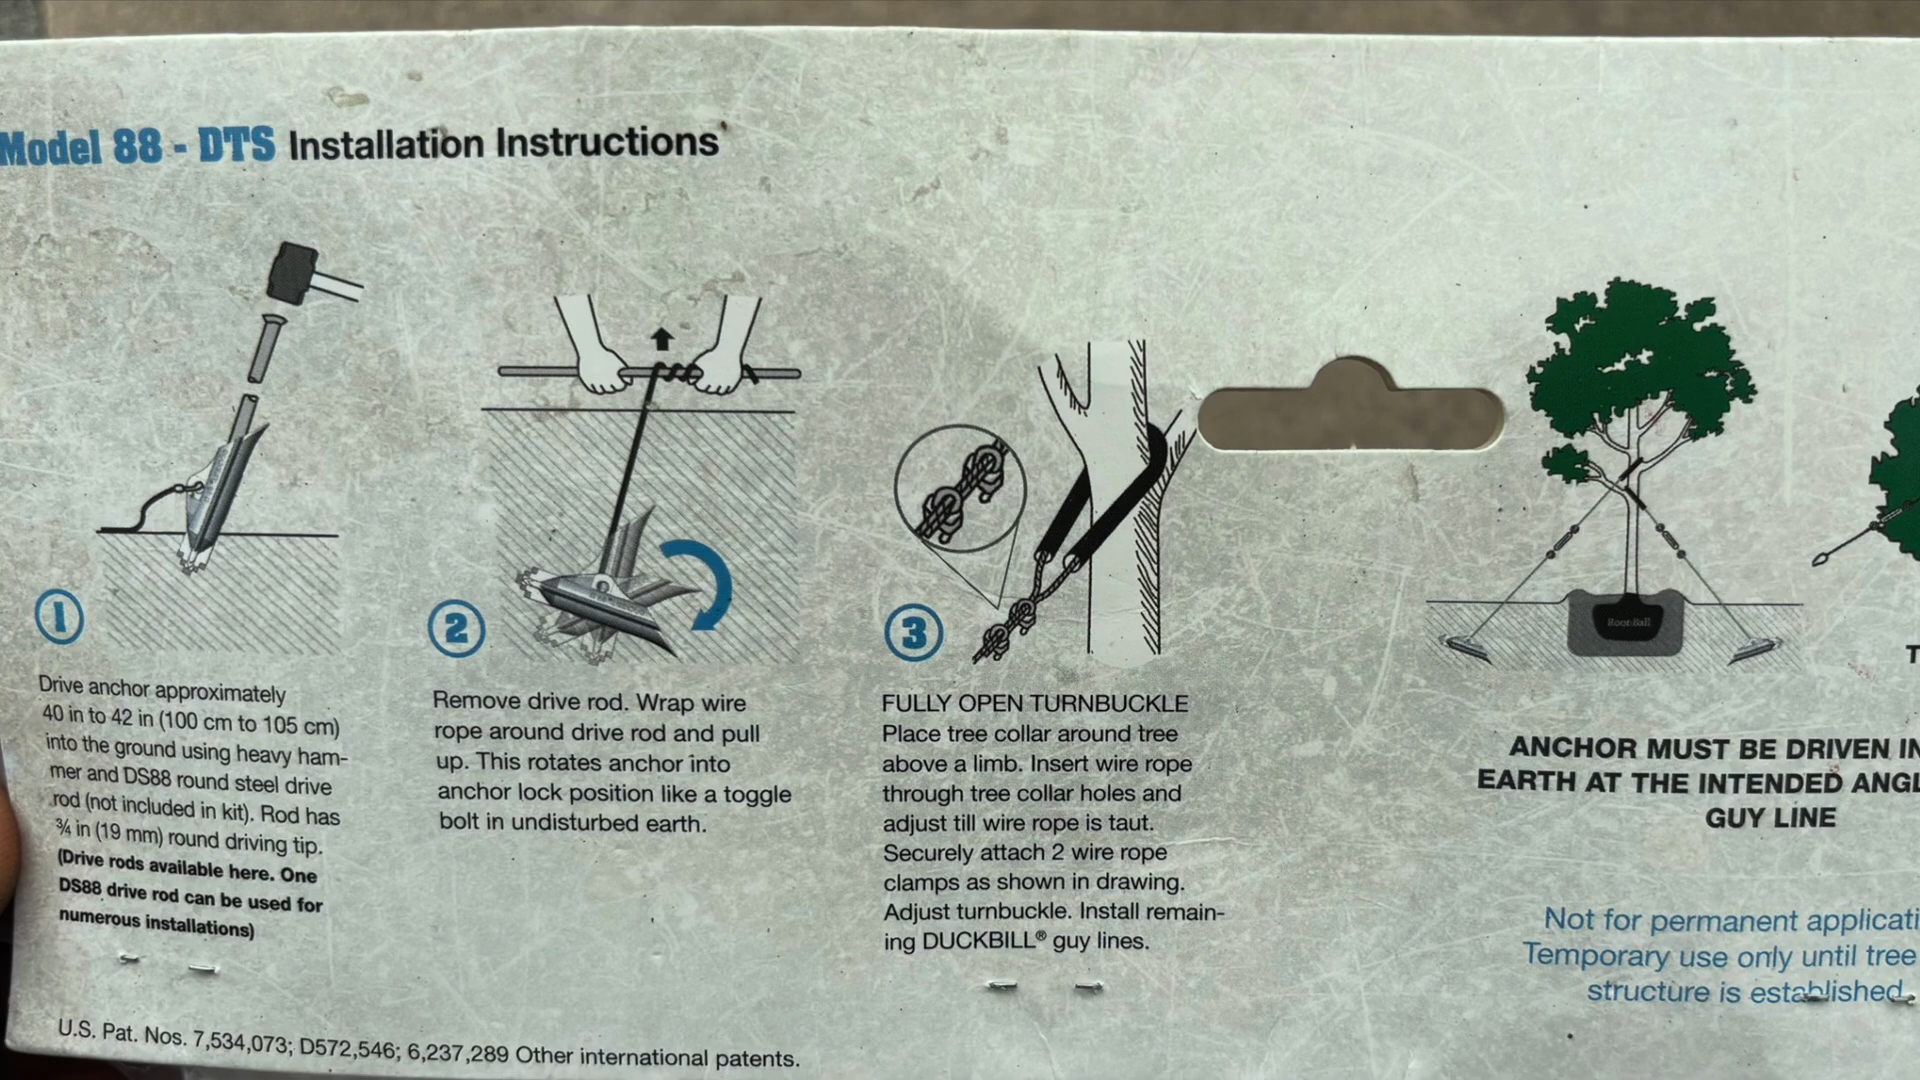 Model 88 - DTS Installation Instructions
1
Drive anchor approximately
40 in to 42 in (100 cm to 105 cm)
into the ground using heavy ham-
mer and DS88 round steel drive
rod (not included in kit). Rod has
¾ in (19 mm) round driving tip.
(Drive rods available here. One
DS88 drive rod can be used for
numerous installations)
2
Remove drive rod. Wrap wire
rope around drive rod and pull
up. This rotates anchor into
anchor lock position like a toggle
bolt in undisturbed earth.
3
FULLY OPEN TURNBUCKLE
Place tree collar around tree
above a limb. Insert wire rope
through tree collar holes and
adjust till wire rope is taut.
Securely attach 2 wire rope
clamps as shown in drawing.
Adjust turnbuckle. Install remain-
ing DUCKBILL® guy lines.
Root-Ball
ANCHOR MUST BE DRIVEN IN
EARTH AT THE INTENDED ANGL
GUY LINE
Not for permanent applicati
Temporary use only until tree
structure is established.
U.S. Pat. Nos. 7,534,073; D572,546; 6,237,289 Other international patents.